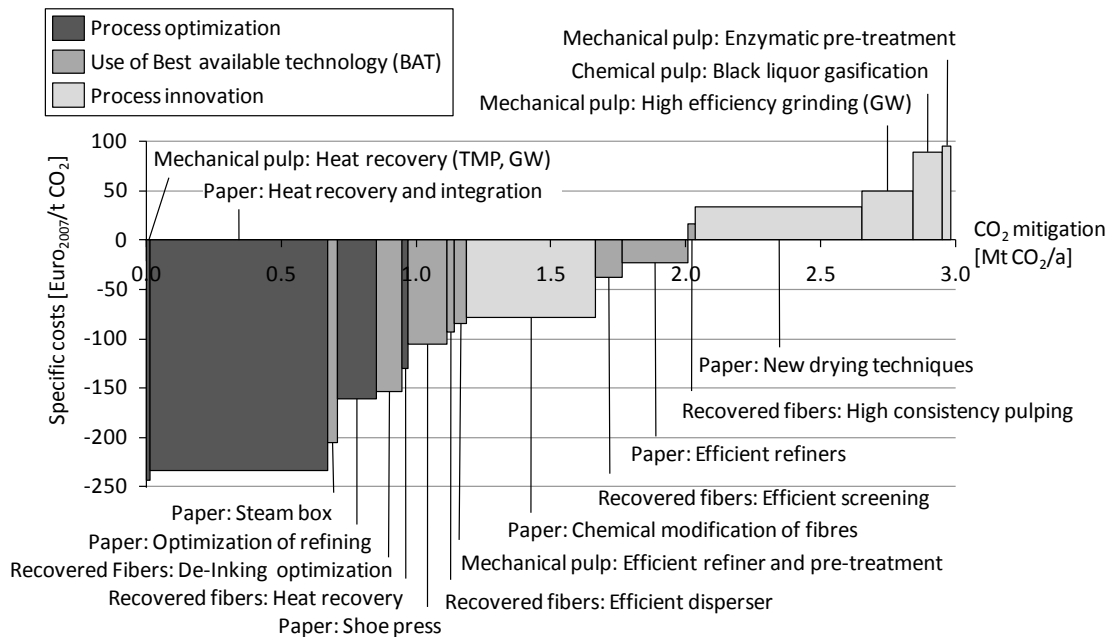 Process optimization
Use of Best available technology (BAT)
Process innovation
Mechanical pulp: Enzymatic pre-treatment
Chemical pulp: Black liquor gasification
Mechanical pulp: High efficiency grinding (GW)
Specific costs [Euro2007/t CO2]
100
50
0
-50
-100
-150
-200
-250
Mechanical pulp: Heat recovery (TMP, GW)
Paper: Heat recovery and integration
CO2 mitigation
[Mt CO2/a]
0.0 0.5 1.0 1.5 2.0 2.5 3.0
Paper: New drying techniques
Recovered fibers: High consistency pulping
Paper: Efficient refiners
Recovered fibers: Efficient screening
Paper: Steam box
Paper: Chemical modification of fibres
Paper: Optimization of refining
Mechanical pulp: Efficient refiner and pre-treatment
Recovered Fibers: De-Inking optimization
Recovered fibers: Heat recovery
Recovered fibers: Efficient disperser
Paper: Shoe press